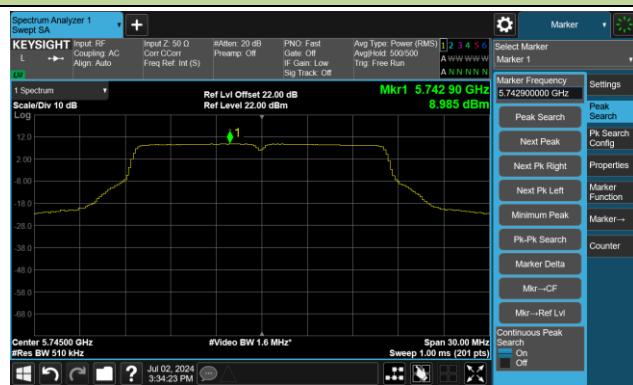 Spectrum Analyzer 1
Swept SA
Marker
KEYSIGHT
L
Input: RF
Coupling: AC
Align: Auto
Input Z: 50 Ω
Corr CCorr
Freq Ref: Int (S)
#Atten: 20 dB
Preamp: Off
PNO: Fast
Gate: Off
IF Gain: Low
Sig Track: Off
Avg Type: Power (RMS)
Avg|Hold: 500/500
Trig: Free Run
1 2 3 4 5 6
A W W W W W
A N N N N N
Select Marker
Marker 1
1 Spectrum
Scale/Div 10 dB
Log
Ref Lvl Offset 22.00 dB
Ref Level 22.00 dBm
Mkr1 5.742 90 GHz
8.985 dBm
1
12.0
2.00
-8.00
-18.0
-28.0
-38.0
-48.0
-58.0
-68.0
Center 5.74500 GHz
#Res BW 510 kHz
#Video BW 1.6 MHz*
Span 30.00 MHz
Sweep 1.00 ms (201 pts)
Marker Frequency
5.742900000 GHz
Peak Search
Next Peak
Next Pk Right
Next Pk Left
Minimum Peak
Pk-Pk Search
Marker Delta
Mkr→CF
Mkr→Ref Lvl
Continuous Peak
Search
On
Off
Settings
Peak
Search
Pk Search
Config
Properties
Marker
Function
Marker→
Counter
Jul 02, 2024
3:34:23 PM